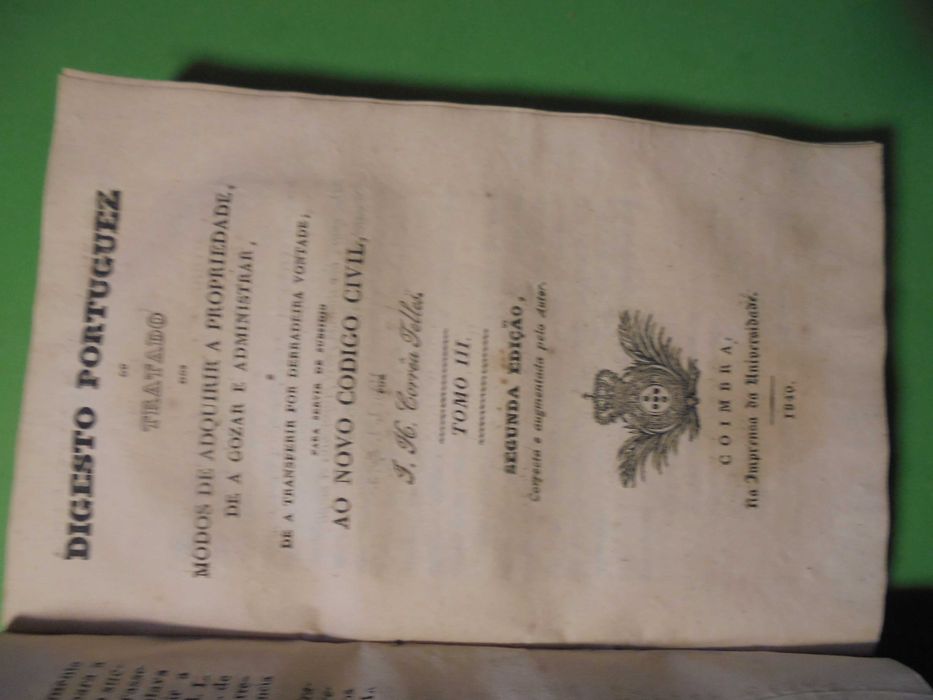 DIGESTO PORTUGUEZ
OU
TRATADO
DOS
MODOS DE ADQUIRIR A PROPRIEDADE,
DE A GOZAR E ADMINISTRAR,
E
DE A TRANSFERIR POR DERRADEIRA VONTADE;
PARA SERVIR DE SUBSIDIO
AO NOVO CODIGO CIVIL,
POR
J. H. Corrêa Telles.
TOMO III.
SEGUNDA EDIÇÃO,
Correcta e augmentada pelo Autor.
COIMBRA,
Na Imprensa da Universidade.
1840.